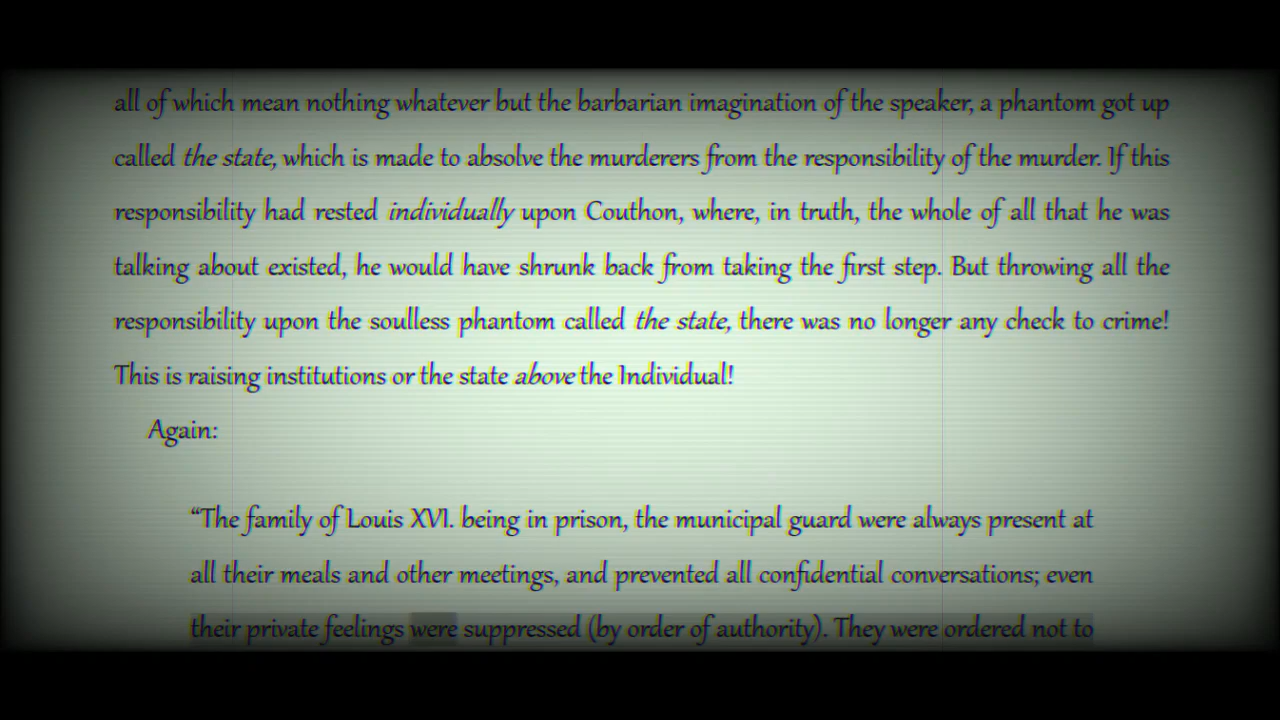 all of which mean nothing whatever but the barbarian imagination of the speaker, a phantom got up
called the state, which is made to absolve the murderers from the responsibility of the murder. If this
responsibility had rested individually upon Couthon, where, in truth, the whole of all that he was
talking about existed, he would have shrunk back from taking the first step. But throwing all the
responsibility upon the soulless phantom called the state, there was no longer any check to crime!
This is raising institutions or the state above the Individual!
Again:
“The family of Louis XVI. being in prison, the municipal guard were always present at
all their meals and other meetings, and prevented all confidential conversations; even
their private feelings were suppressed (by order of authority). They were ordered not to